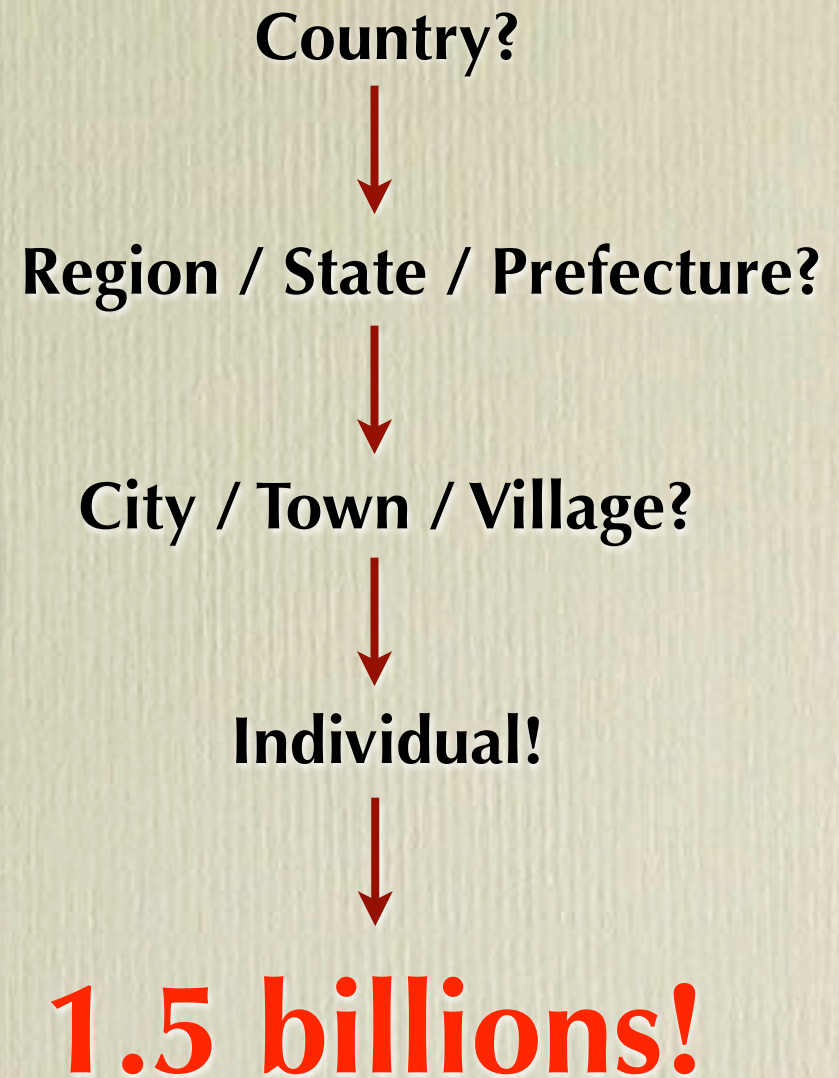 Country?
Region / State / Prefecture?
City / Town / Village?
Individual!
1.5 billions!